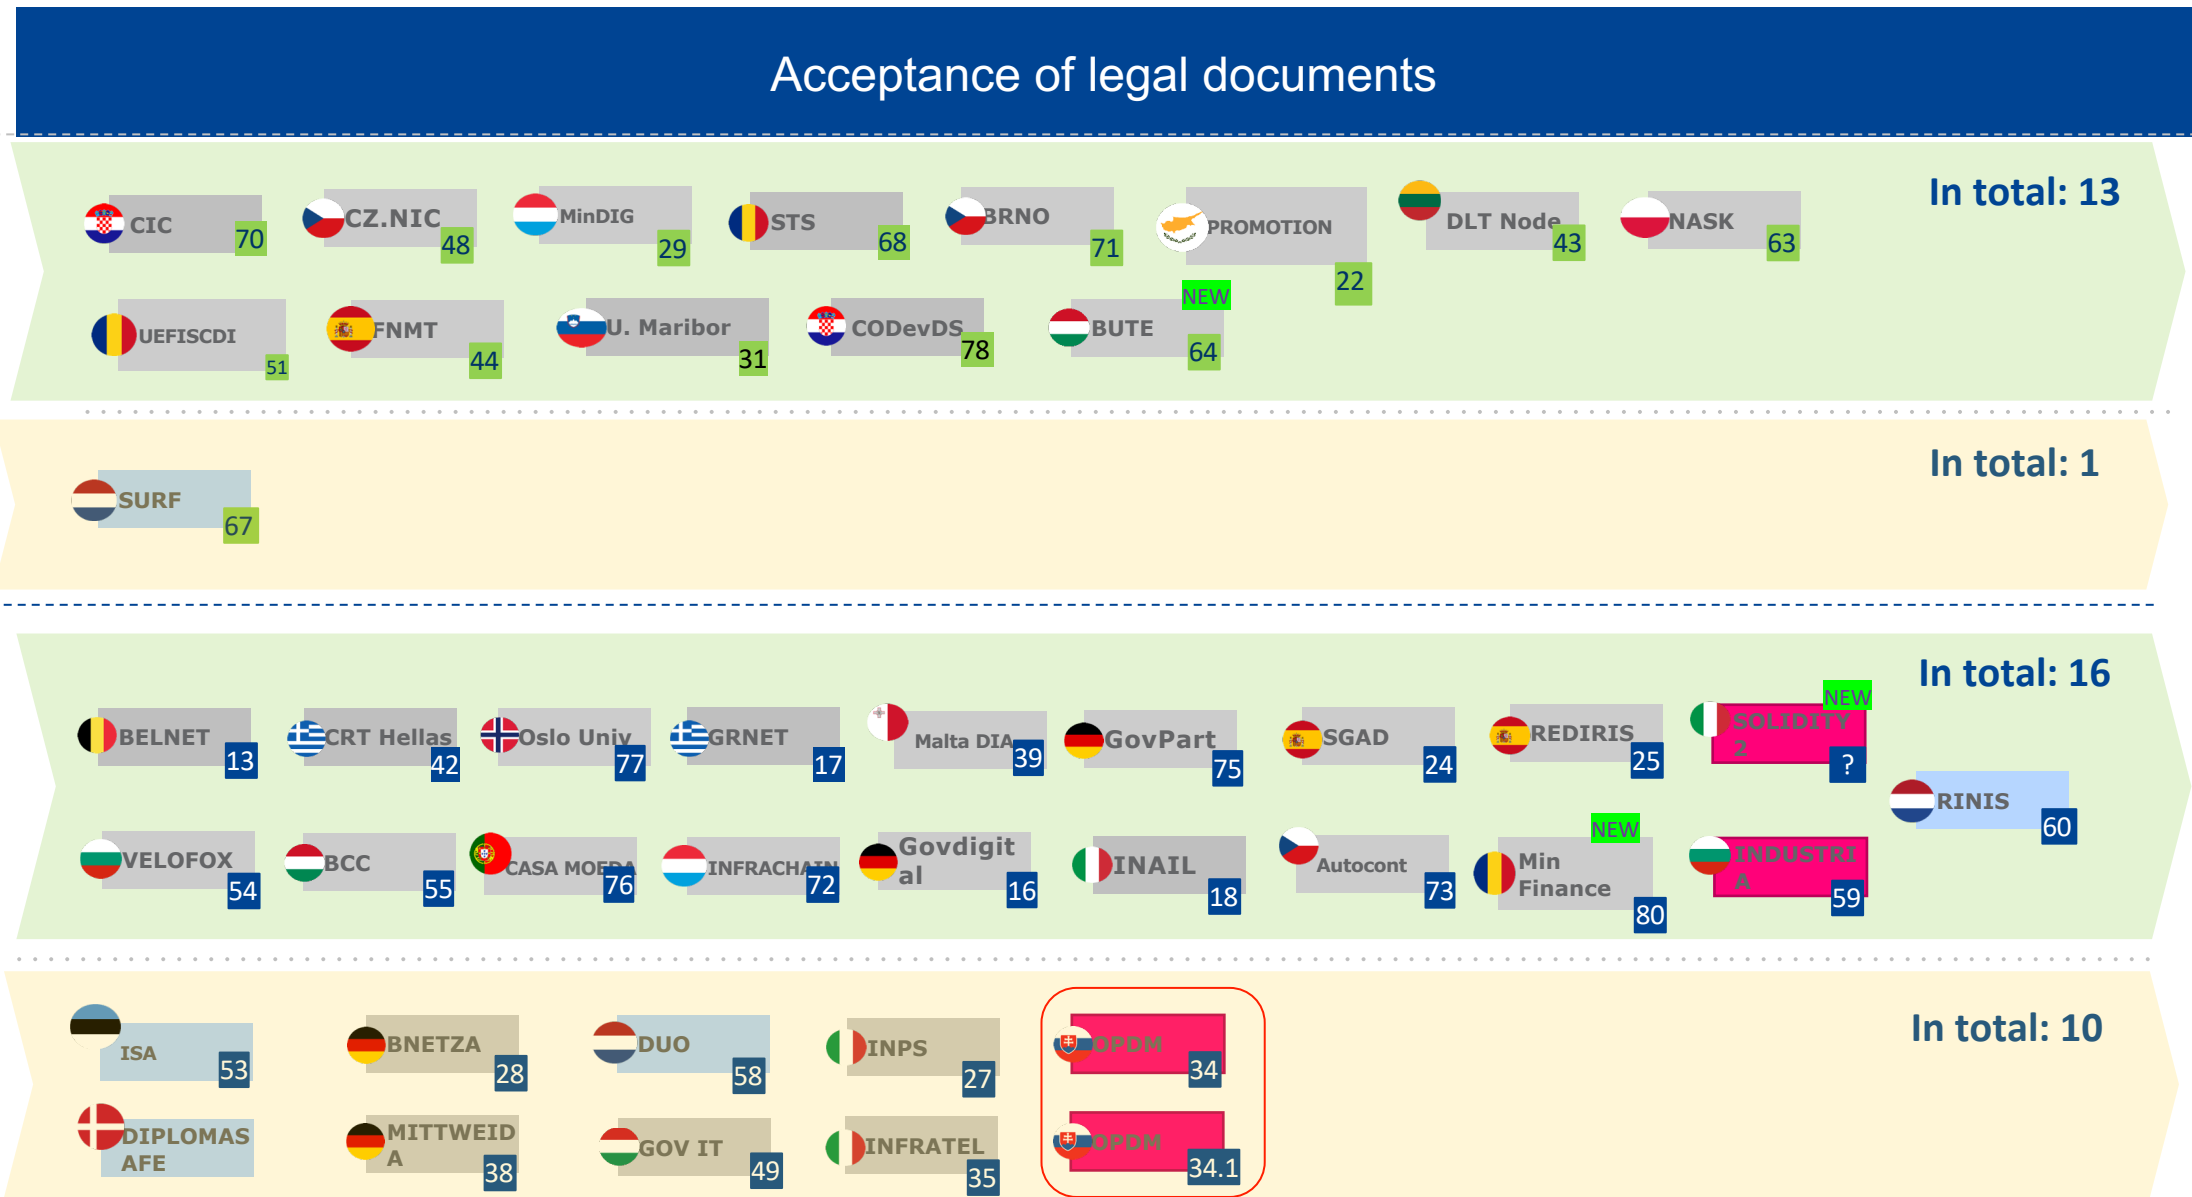 Acceptance of legal documents
In total: 13
CIC
70
CZ.NIC
48
MinDIG
29
STS
68
BRNO
71
PROMOTION
22
DLT Node
43
NASK
63
UEFISCDI
51
FNMT
44
U. Maribor
31
CODevDS
78
NEW
BUTE
64
In total: 1
SURF
67
In total: 16
BELNET
13
CRT Hellas
42
Oslo Univ
77
GRNET
17
Malta DIA
39
GovPart
75
SGAD
24
REDIRIS
25
NEW
SOLIDITY
2
?
RINIS
60
VELOFOX
54
BCC
55
CASA MOEDA
76
INFRACHAIN
72
Govdigit
al
16
INAIL
18
Autocont
73
NEW
Min
Finance
80
INDUSTRI
A
59
In total: 10
ISA
53
BNETZA
28
DUO
58
INPS
27
OPDM
34
DIPLOMAS
AFE
MITTWEID
A
38
GOV IT
49
INFRATEL
35
OPDM
34.1